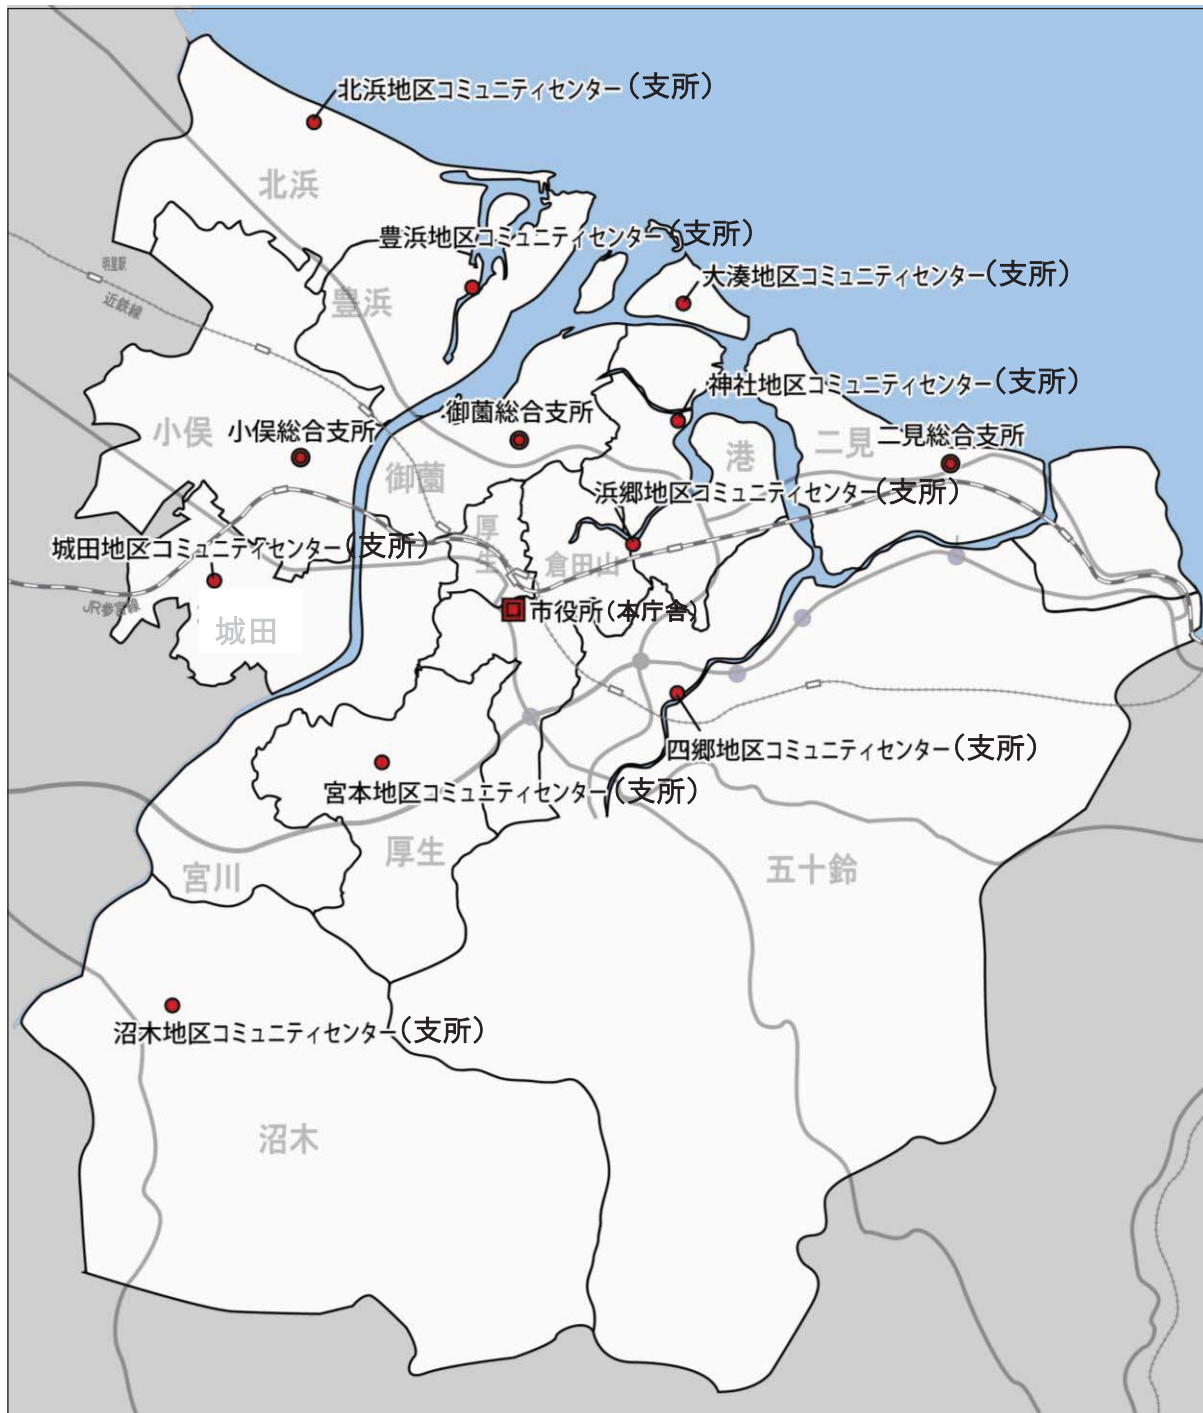 北浜地区コミュニティセンター（支所）
北浜
豊浜地区コミュニティセンター（支所）
大湊地区コミュニティセンター（支所）
明星駅
近鉄線
豊浜
神社地区コミュニティセンター（支所）
小俣
小俣総合支所
御薗総合支所
港
二見
二見総合支所
御薗
浜郷地区コミュニティセンター（支所）
厚生
城田地区コミュニティセンター（支所）
倉田山
JR参宮線
城田
市役所（本庁舎）
四郷地区コミュニティセンター（支所）
宮本地区コミュニティセンター（支所）
厚生
宮川
五十鈴
沼木地区コミュニティセンター（支所）
沼木